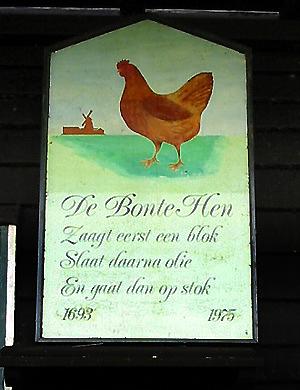 De Bonte Hen
Zaagt eerst een blok
Slaat daarna olie
En gaat dan op stok
1693 1975